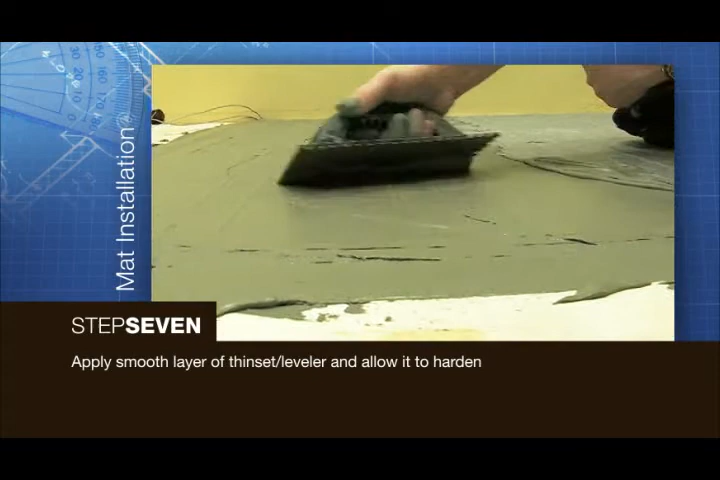 Mat Installation
STEPSEVEN
Apply smooth layer of thinset/leveler and allow it to harden